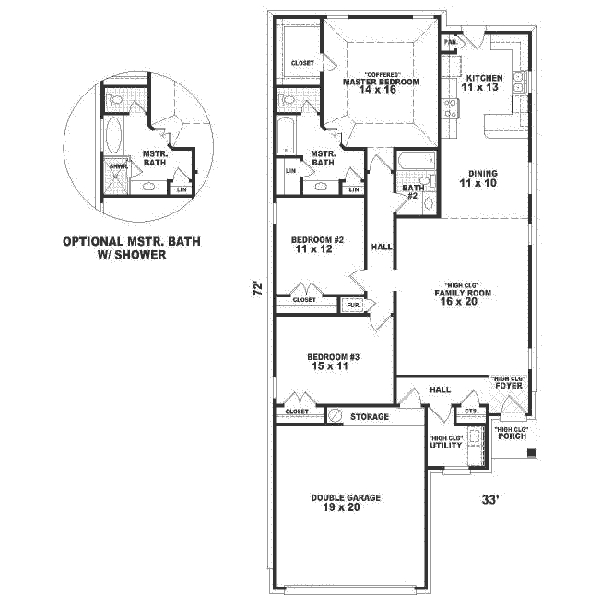 CLOSET
"COFFERED"
MASTER BEDROOM
14 x 16
PAN.
KITCHEN
11 x 13
MSTR.
BATH
LIN
LIN
BATH
#2
DINING
11 x 10
MSTR.
BATH
SHWR.
LIN
OPTIONAL MSTR. BATH
W/ SHOWER
BEDROOM #2
11 x 12
HALL
72'
"HIGH CLG"
FAMILY ROOM
16 x 20
CLOSET
FUR.
BEDROOM #3
15 x 11
HALL
"HIGH CLG"
FOYER
CLOSET
STORAGE
"HIGH CLG"
UTILITY
"HIGH CLG"
PORCH
DOUBLE GARAGE
19 x 20
33'